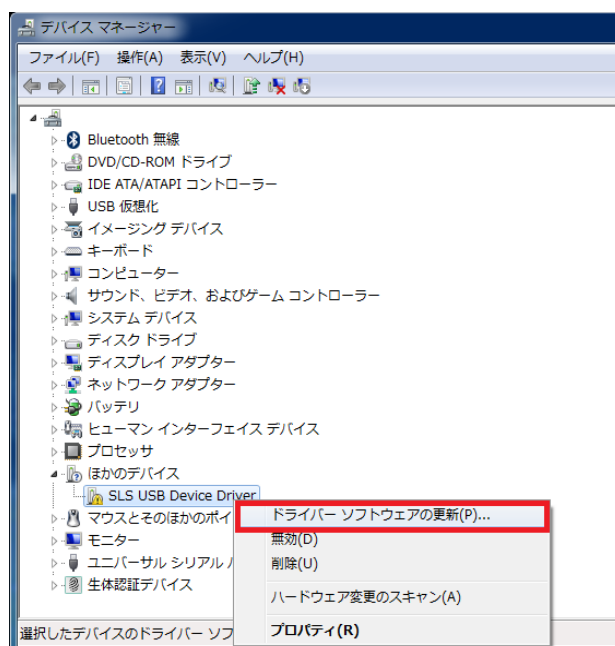 デバイス マネージャー
ファイル(F) 操作(A) 表示(V) ヘルプ(H)
Bluetooth 無線
DVD/CD-ROM ドライブ
IDE ATA/ATAPI コントローラー
USB 仮想化
イメージング デバイス
キーボード
コンピューター
サウンド、ビデオ、およびゲーム コントローラー
システム デバイス
ディスク ドライブ
ディスプレイ アダプター
ネットワーク アダプター
バッテリ
ヒューマン インターフェイス デバイス
プロセッサ
ほかのデバイス
SLS USB Device Driver
マウスとそのほかのポイ
モニター
ユニバーサル シリアル
生体認証デバイス
ドライバー ソフトウェアの更新(P)...
無効(D)
削除(U)
ハードウェア変更のスキャン(A)
プロパティ(R)
選択したデバイスのドライバー ソフ